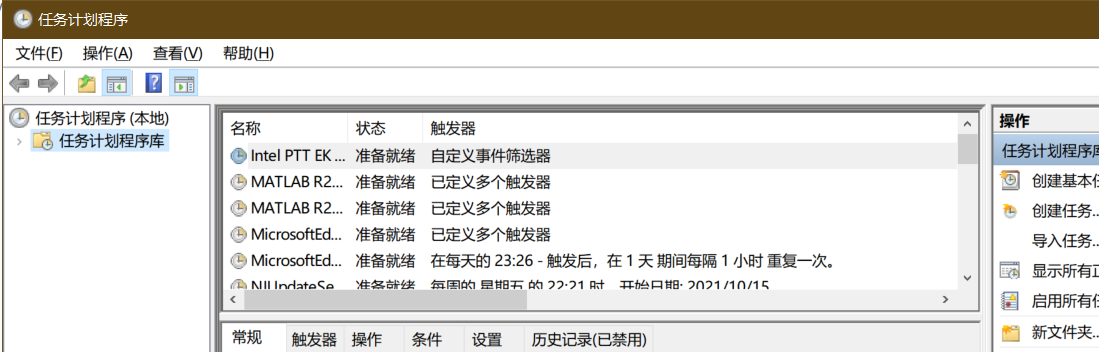 任务计划程序
文件(F) 操作(A) 查看(V) 帮助(H)
任务计划程序 (本地)
任务计划程序库
名称 状态 触发器
Intel PTT EK ... 准备就绪 自定义事件筛选器
MATLAB R2... 准备就绪 已定义多个触发器
MATLAB R2... 准备就绪 已定义多个触发器
MicrosoftEd... 准备就绪 已定义多个触发器
MicrosoftEd... 准备就绪 在每天的 23:26 - 触发后，在 1 天 期间每隔 1 小时 重复一次。
NIUpdateSe... 准备就绪 每周的 星期五 的 22:21 时，开始日期: 2021/10/15
常规 触发器 操作 条件 设置 历史记录(已禁用)
操作
任务计划程序库
创建基本任
创建任务...
导入任务...
显示所有正
启用所有任
新文件夹...